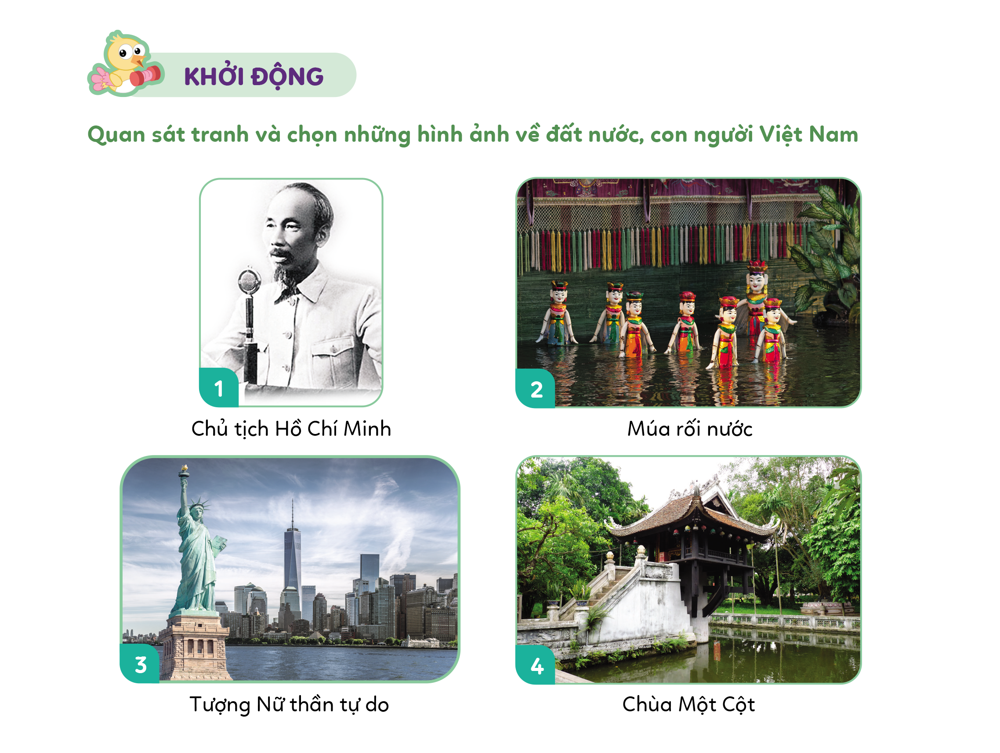 KHỞI ĐỘNG
Quan sát tranh và chọn những hình ảnh về đất nước, con người Việt Nam
1
Chủ tịch Hồ Chí Minh
2
Múa rối nước
3
Tượng Nữ thần tự do
4
Chùa Một Cột